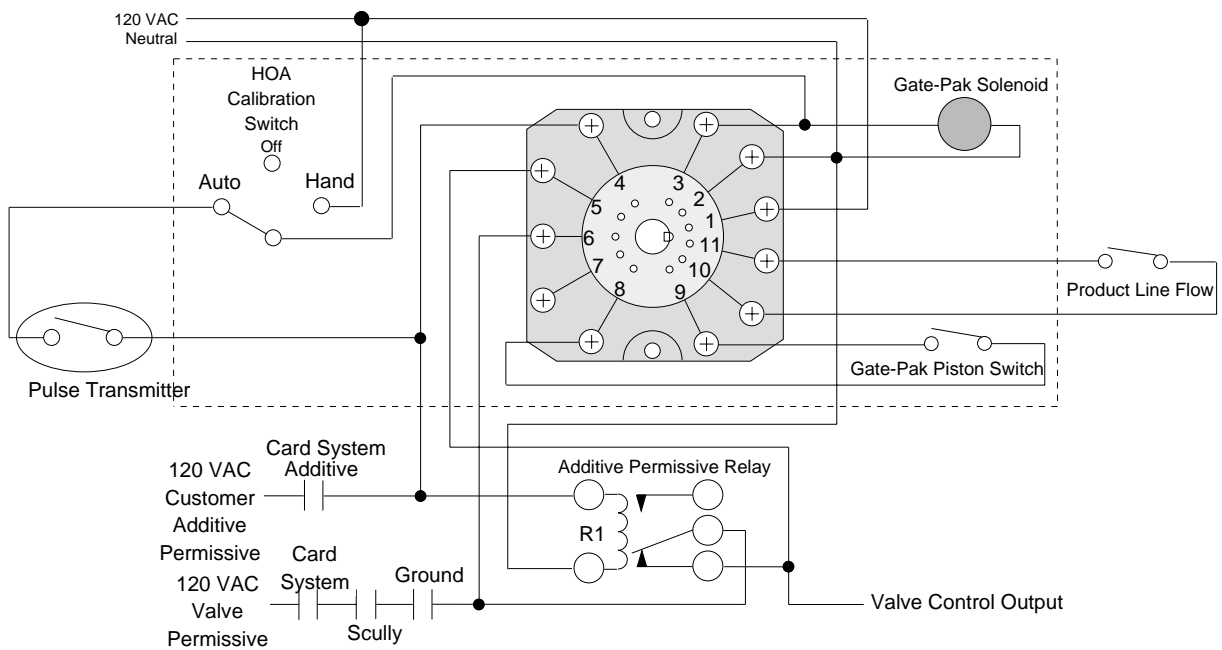 120 VAC
Neutral
HOA
Calibration
Switch
Off
Auto
Hand
Gate-Pak Solenoid
4
3
5
2
1
6
11
7
10
8
9
Product Line Flow
Gate-Pak Piston Switch
Pulse Transmitter
Card System
Additive
120 VAC
Customer
Additive
Permissive
Additive Permissive Relay
R1
Card
System
Ground
120 VAC
Valve
Permissive
Scully
Valve Control Output